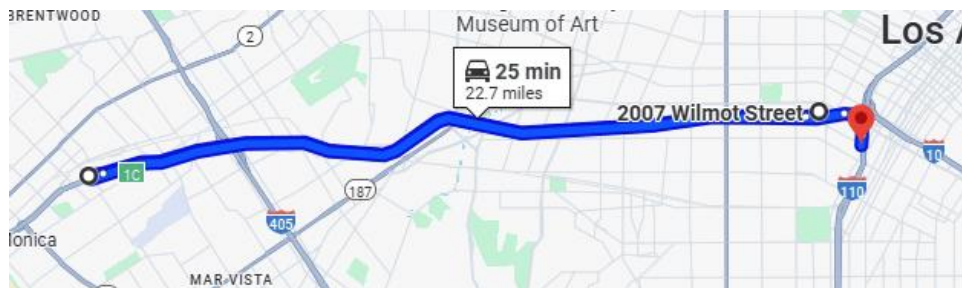 BRENTWOOD
2
Museum of Art
Los
25 min
22.7 miles
2007 Wilmot Street
1C
187
405
10
110
onica
MAR VISTA